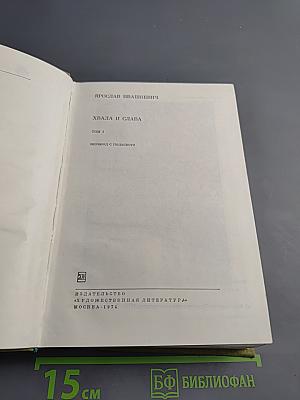 ЯРОСЛАВ ИВАШКЕВИЧ
ХВАЛА И СЛАВА
ТОМ 1
ПЕРЕВОД С ПОЛЬСКОГО
ИЗДАТЕЛЬСТВО
«ХУДОЖЕСТВЕННАЯ ЛИТЕРАТУРА»
МОСКВА · 1974
15 см
БФ БИБЛИОФАН